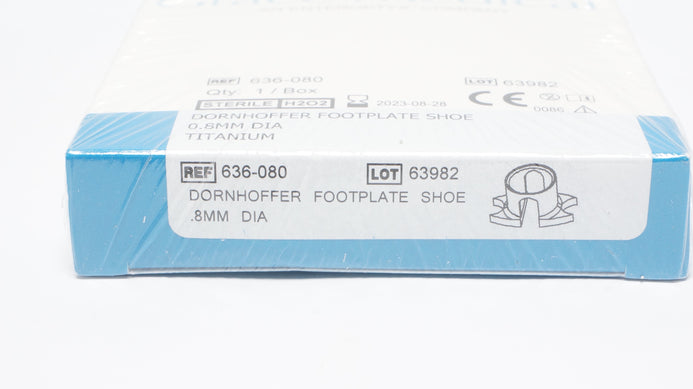 REF 636-080 LOT 63982
Qty: 1 / Box
STERILE H2O2 2023-08-28 CE 0086
DORNHOFFER FOOTPLATE SHOE
0.8MM DIA
TITANIUM
REF 636-080 LOT 63982
DORNHOFFER FOOTPLATE SHOE
.8MM DIA